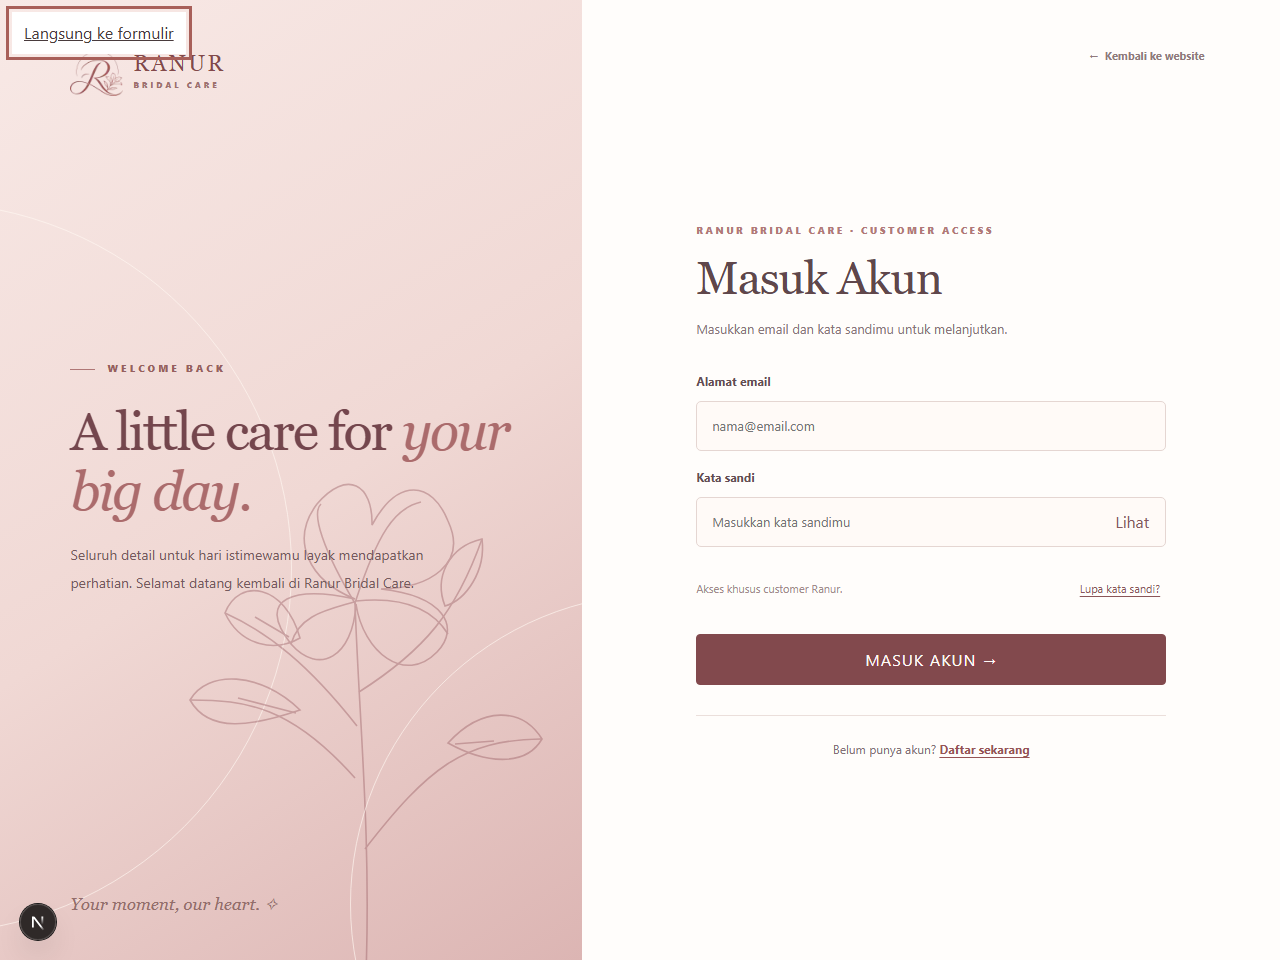 Langsung ke formulir
RANUR
BRIDAL CARE
← Kembali ke website
WELCOME BACK
A little care for your
big day.
Seluruh detail untuk hari istimewamu layak mendapatkan
perhatian. Selamat datang kembali di Ranur Bridal Care.
Your moment, our heart. ✧
N
RANUR BRIDAL CARE · CUSTOMER ACCESS
Masuk Akun
Masukkan email dan kata sandimu untuk melanjutkan.
Alamat email
nama@email.com
Kata sandi
Masukkan kata sandimu
Lihat
Akses khusus customer Ranur.
Lupa kata sandi?
MASUK AKUN →
Belum punya akun? Daftar sekarang